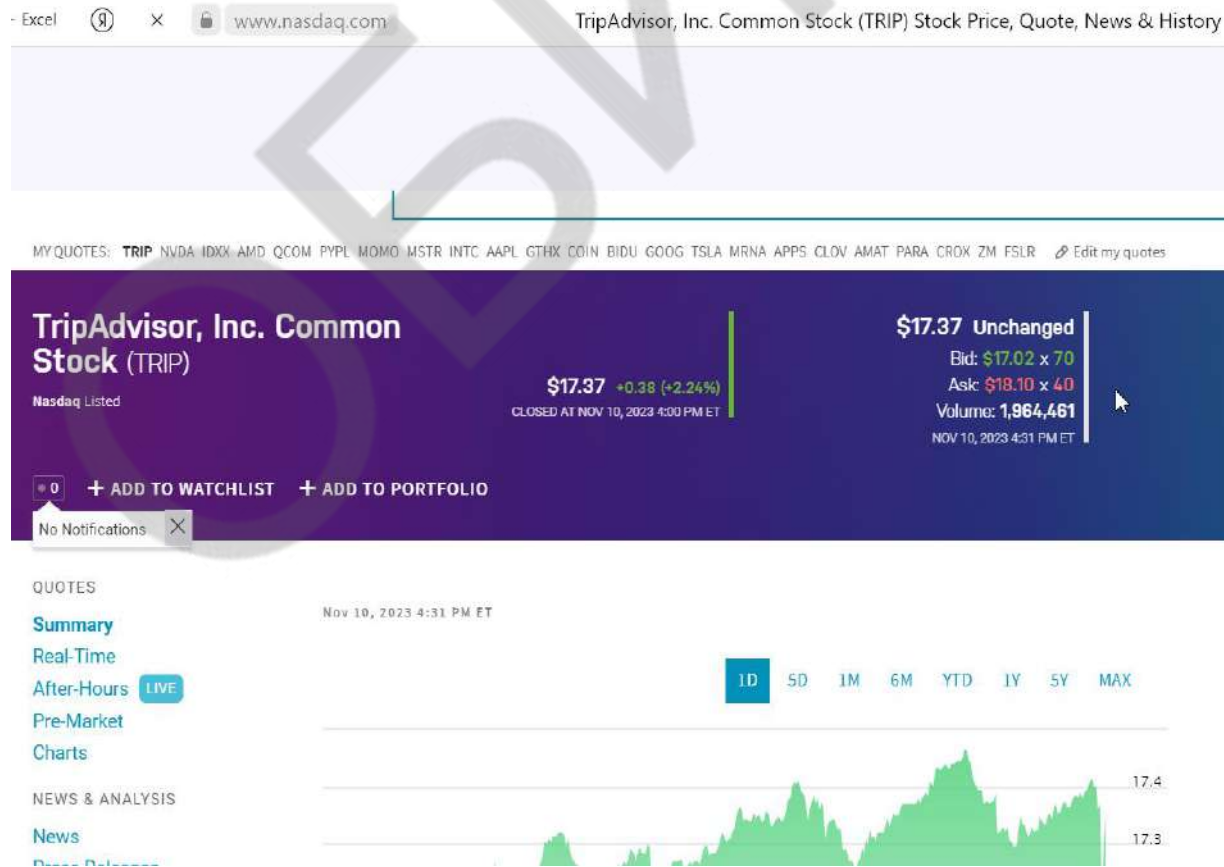 - Excel Я × www.nasdaq.com TripAdvisor, Inc. Common Stock (TRIP) Stock Price, Quote, News & History
MY QUOTES: TRIP NVDA IDXX AMD QCOM PYPL MOMO MSTR INTC AAPL GTHX COIN BIDU GOOG TSLA MRNA APPS CLOV AMAT PARA CROX ZM FSLR Edit my quotes
TripAdvisor, Inc. Common
Stock (TRIP)
Nasdaq Listed
$17.37 +0.38 (+2.24%)
CLOSED AT NOV 10, 2023 4:00 PM ET
$17.37 Unchanged
Bid: $17.02 x 70
Ask: $18.10 x 40
Volume: 1,964,461
NOV 10, 2023 4:31 PM ET
0 + ADD TO WATCHLIST + ADD TO PORTFOLIO
No Notifications ×
QUOTES
Summary
Real-Time
After-Hours LIVE
Pre-Market
Charts
NEWS & ANALYSIS
News
Nov 10, 2023 4:31 PM ET
1D 5D 1M 6M YTD 1Y 5Y MAX
17.4
17.3